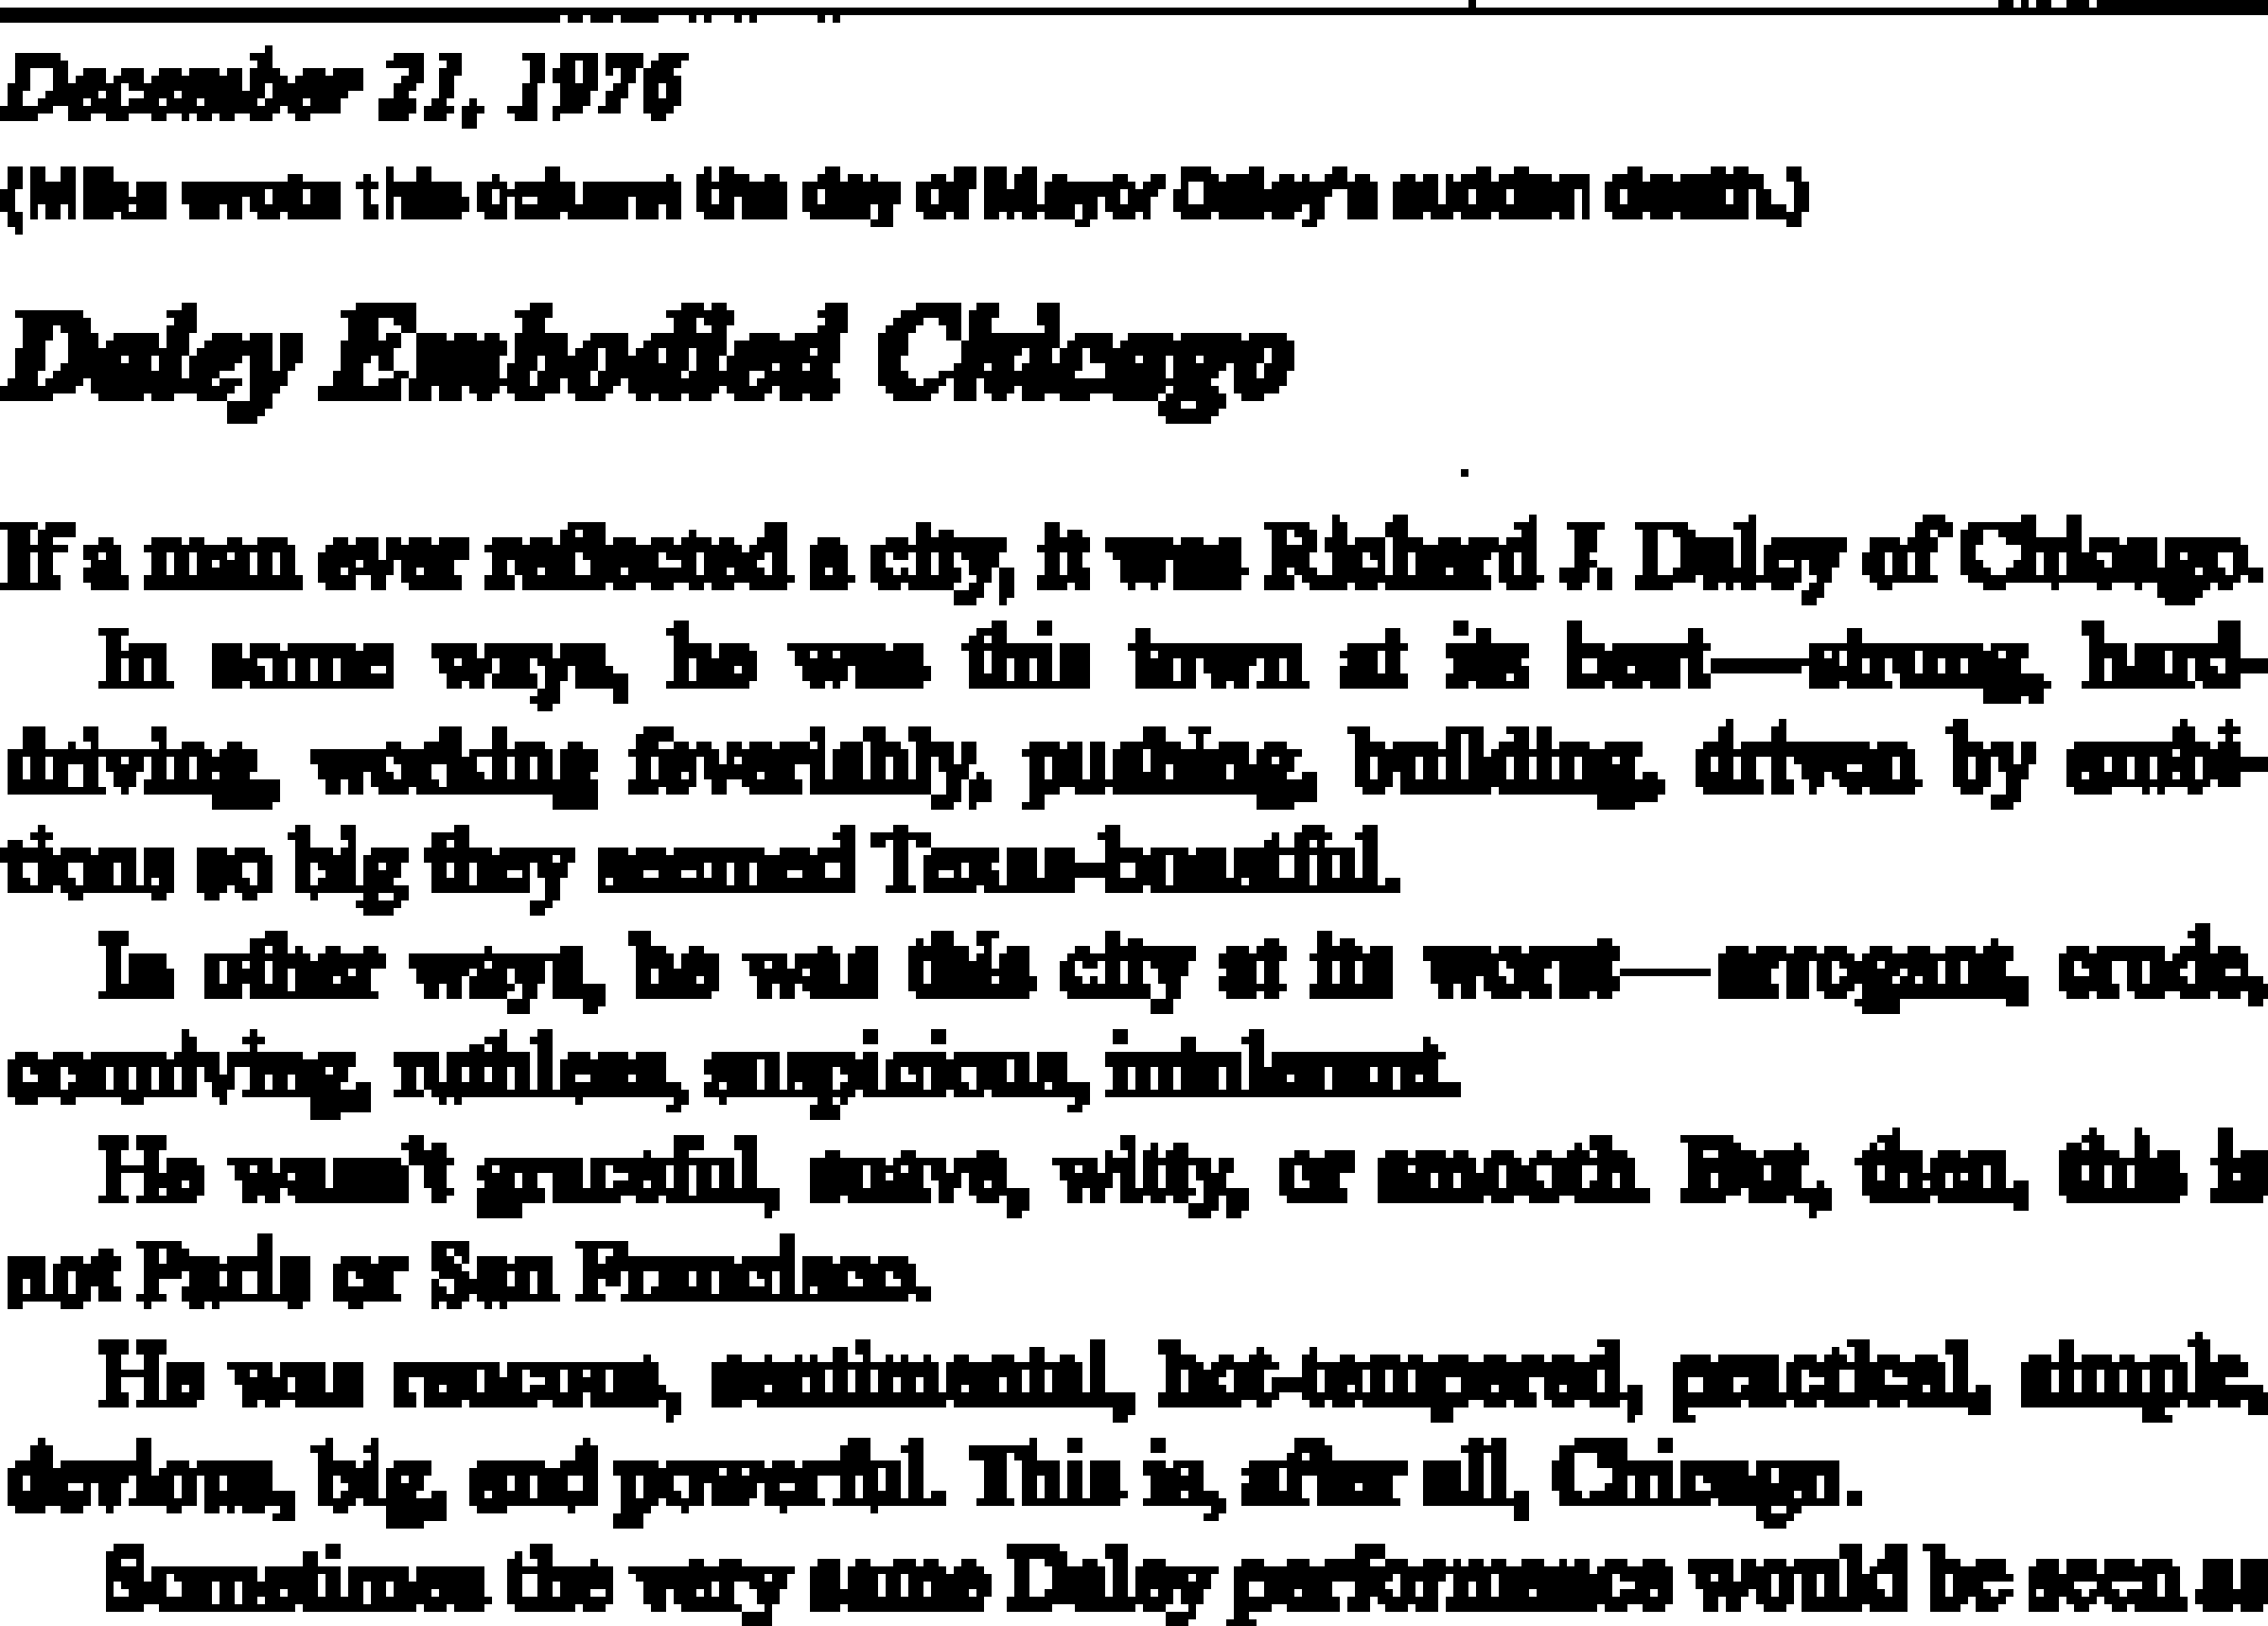 December 21, 1976
(Mike wrote this column the day of Mayor Daley's sudden death.)
Daley Embodied Chicago
If a man ever reflected a city, it was Richard J. Daley of Chicago.
In some ways, he was this town at its best—strong, hard-
driving, working feverishly, pushing, building, driven by ambi-
tions so big they seemed Texas-boastful.
In other ways, he was this city at its worst—arrogant, crude,
conniving, ruthless, suspicious, intolerant.
He wasn't graceful, suave, witty, or smooth. But, then, this is
not Paris or San Francisco.
He was raucous, sentimental, hot-tempered, practical, simple,
devious, big, and powerful. This is, after all, Chicago.
Sometimes the very same Daley performance would be seen as